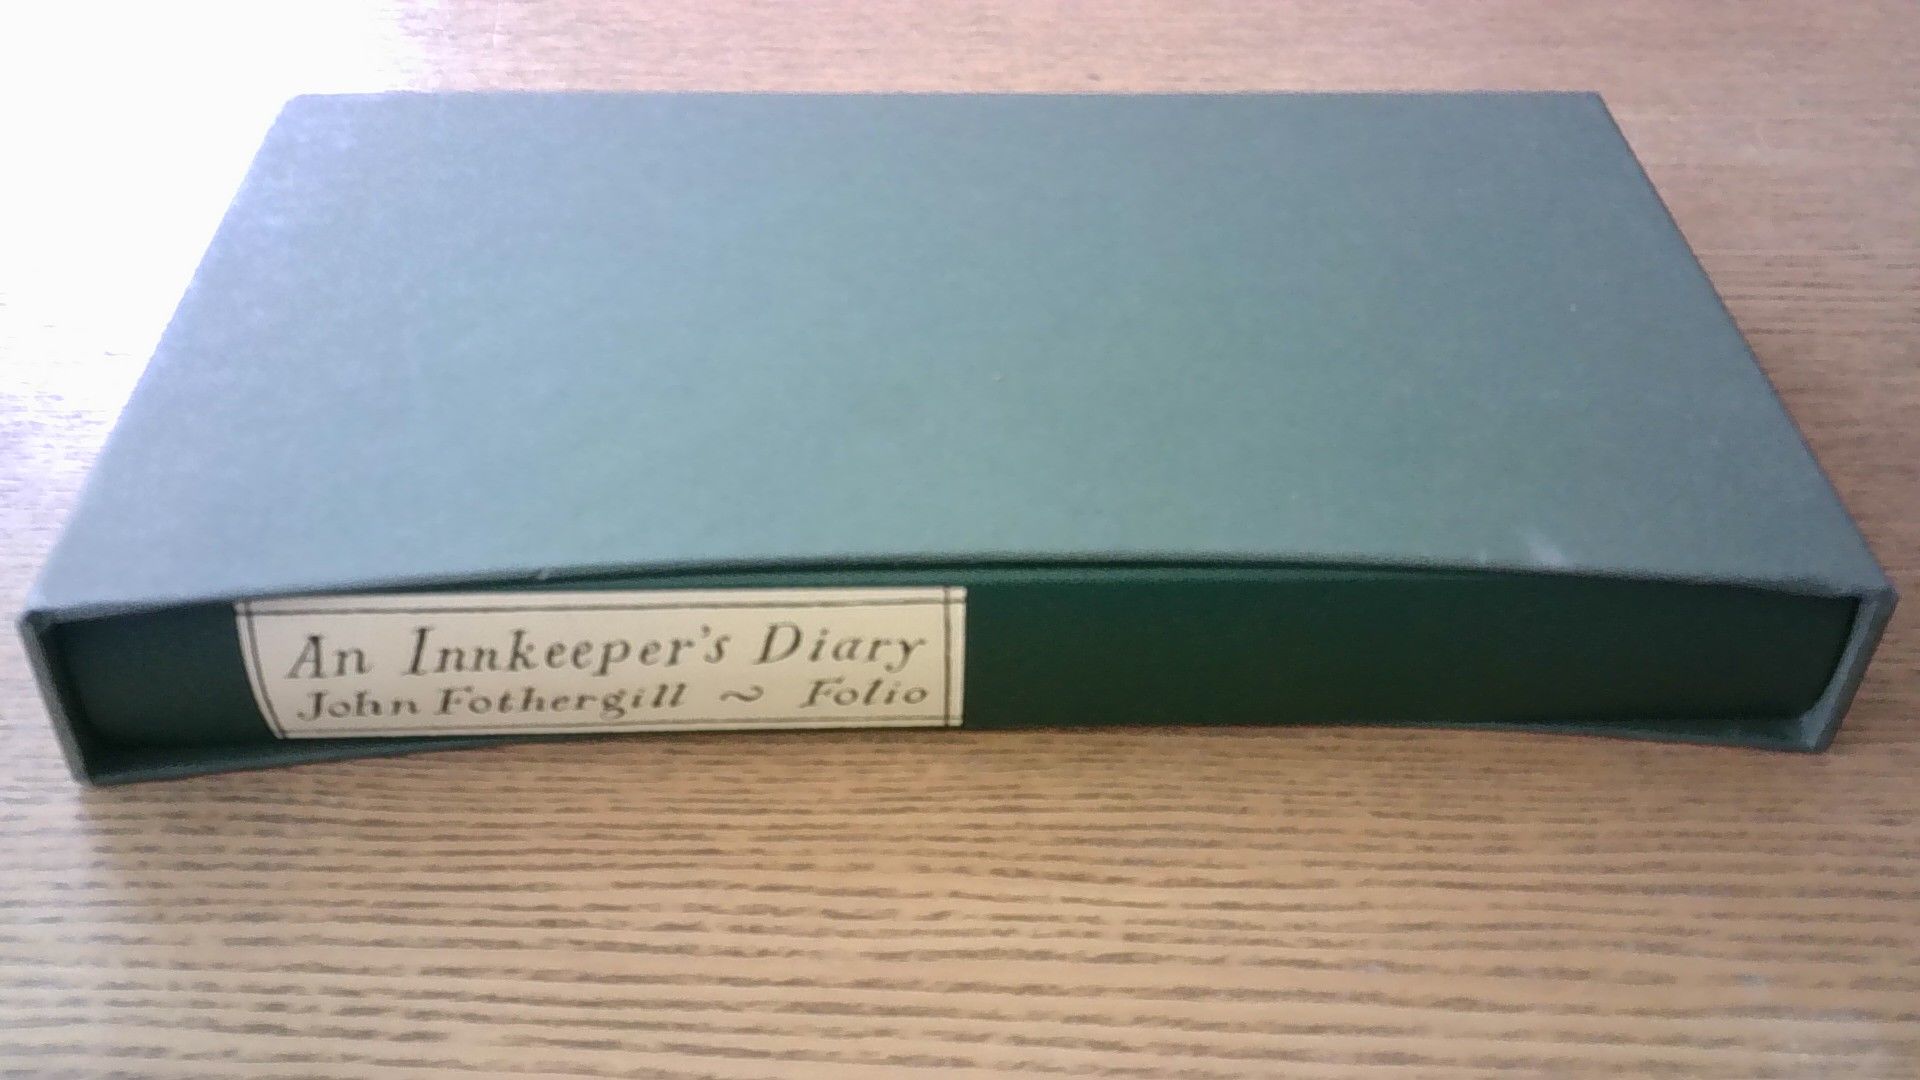 An Innkeeper's Diary
John Fothergill ~ Folio